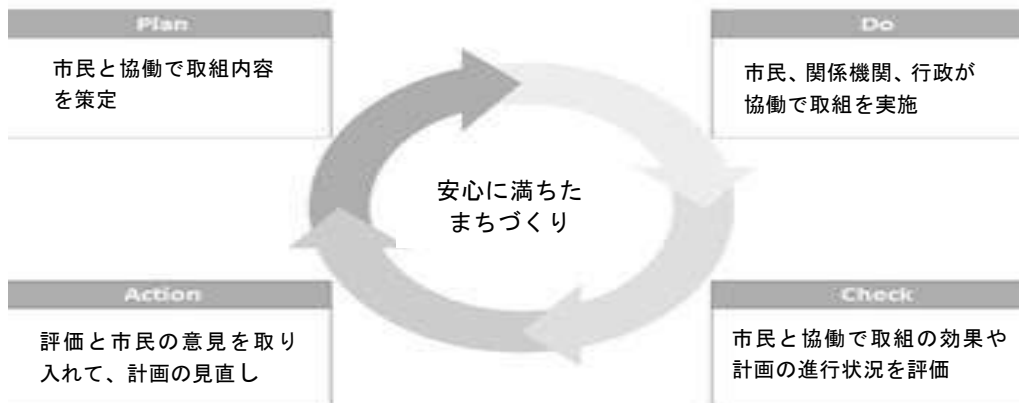 Plan
市民と協働で取組内容
を策定
Do
市民、関係機関、行政が
協働で取組を実施
安心に満ちた
まちづくり
Action
評価と市民の意見を取り
入れて、計画の見直し
Check
市民と協働で取組の効果や
計画の進行状況を評価